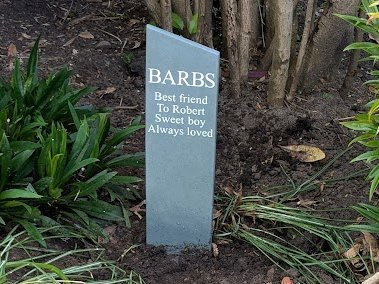 BARBS
Best friend
To Robert
Sweet boy
Always loved